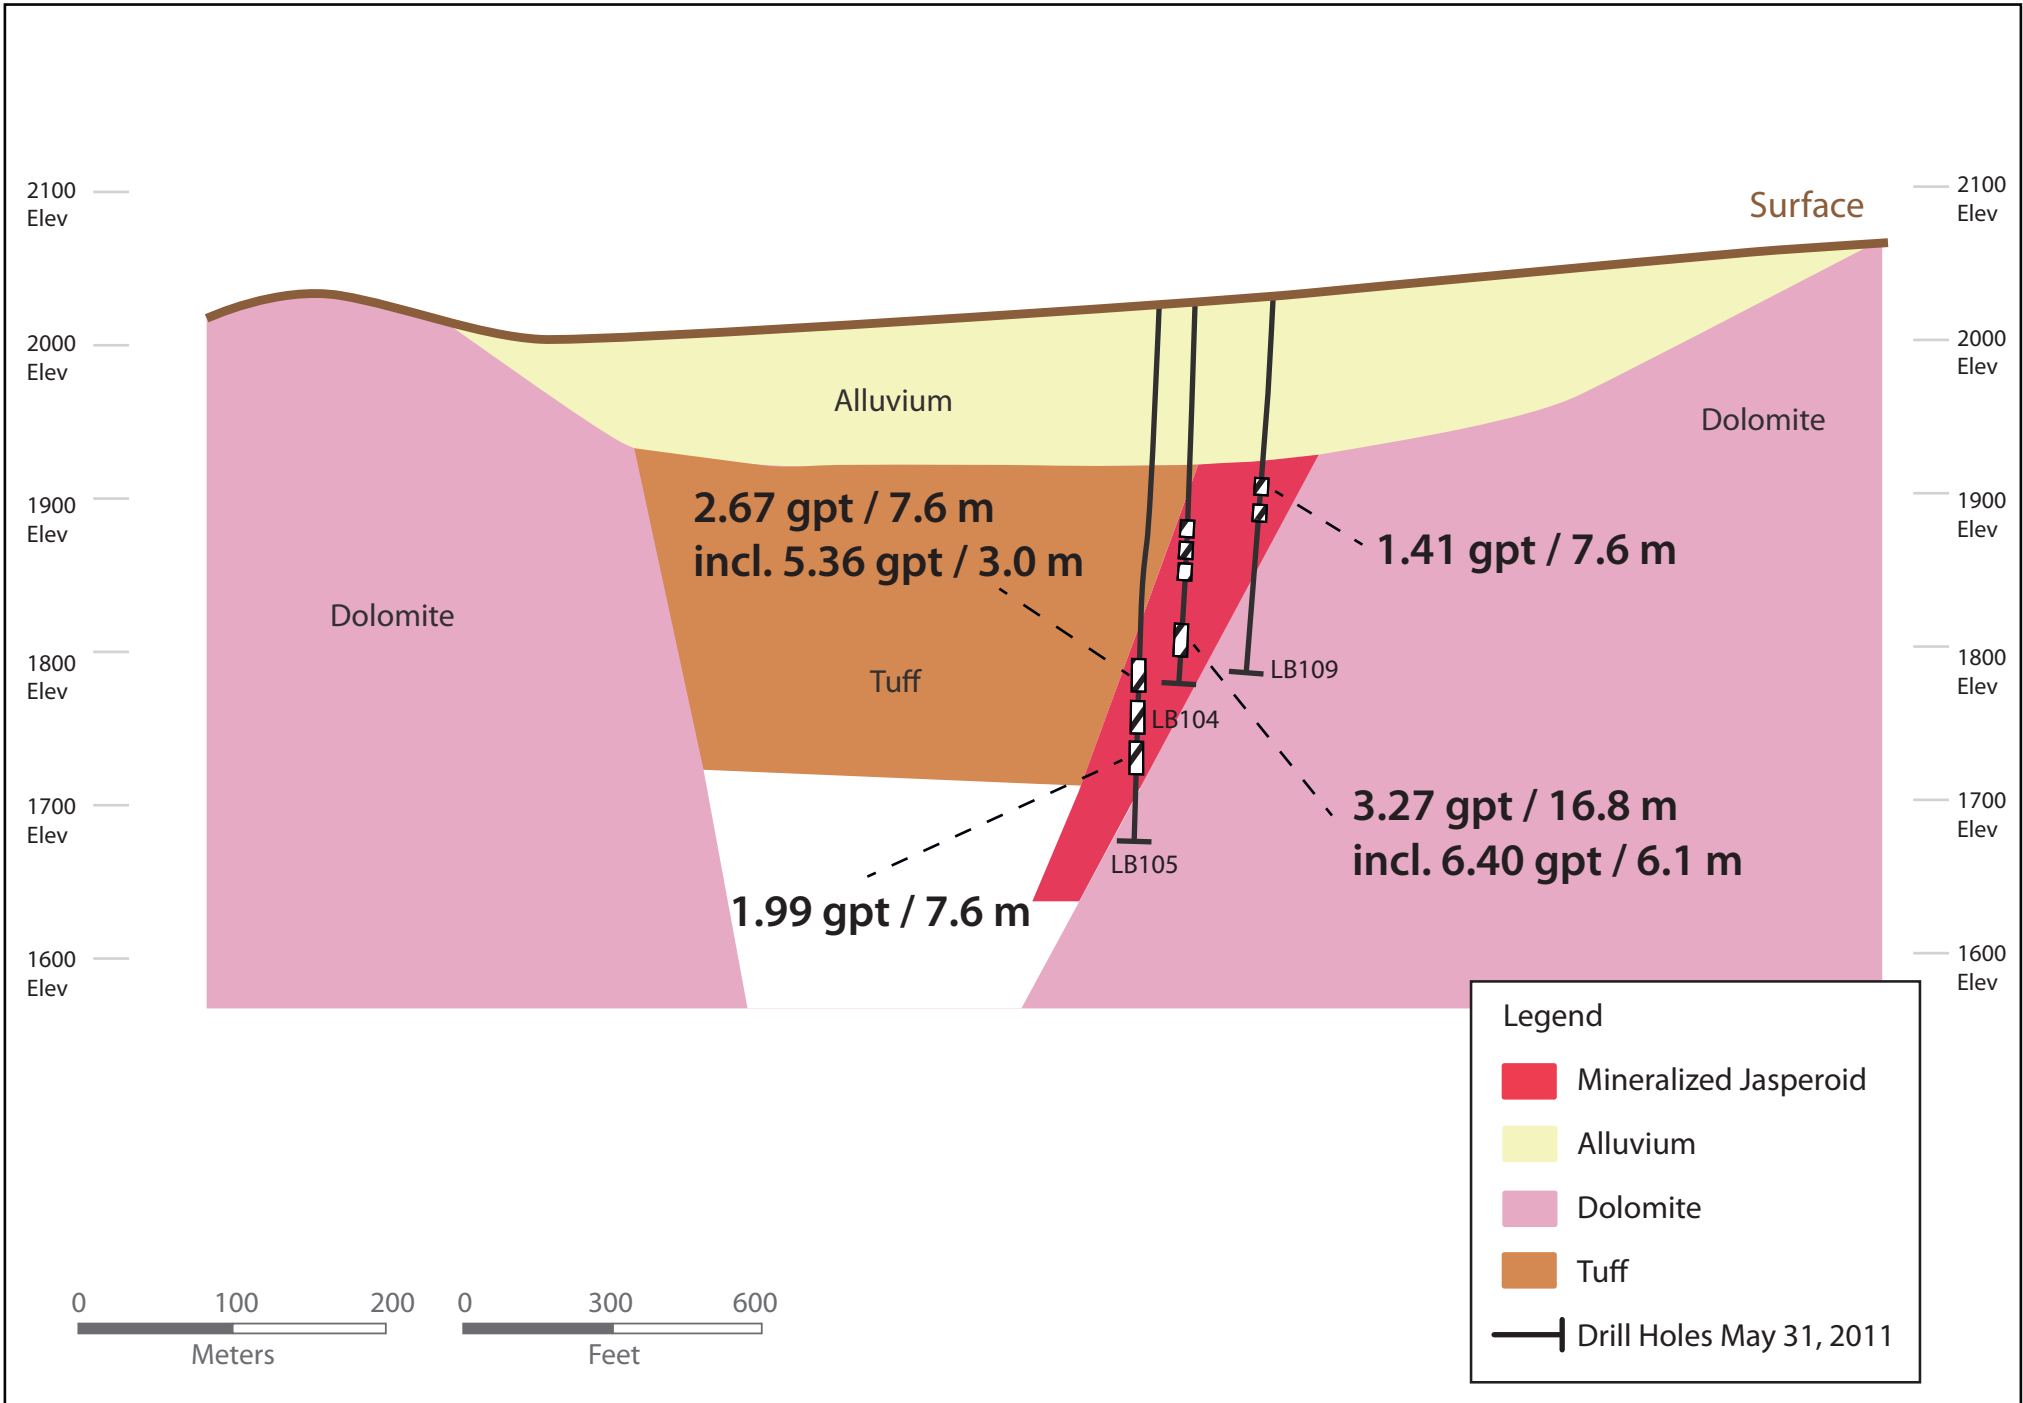 2100
Elev
2000
Elev
1900
Elev
1800
Elev
1700
Elev
1600
Elev
Surface
2100
Elev
2000
Elev
1900
Elev
1800
Elev
1700
Elev
1600
Elev
Alluvium
Dolomite
Dolomite
Tuff
2.67 gpt / 7.6 m
incl. 5.36 gpt / 3.0 m
1.41 gpt / 7.6 m
LB109
LB104
LB105
3.27 gpt / 16.8 m
incl. 6.40 gpt / 6.1 m
1.99 gpt / 7.6 m
Legend
Mineralized Jasperoid
Alluvium
Dolomite
Tuff
Drill Holes May 31, 2011
0 100 200
Meters
0 300 600
Feet